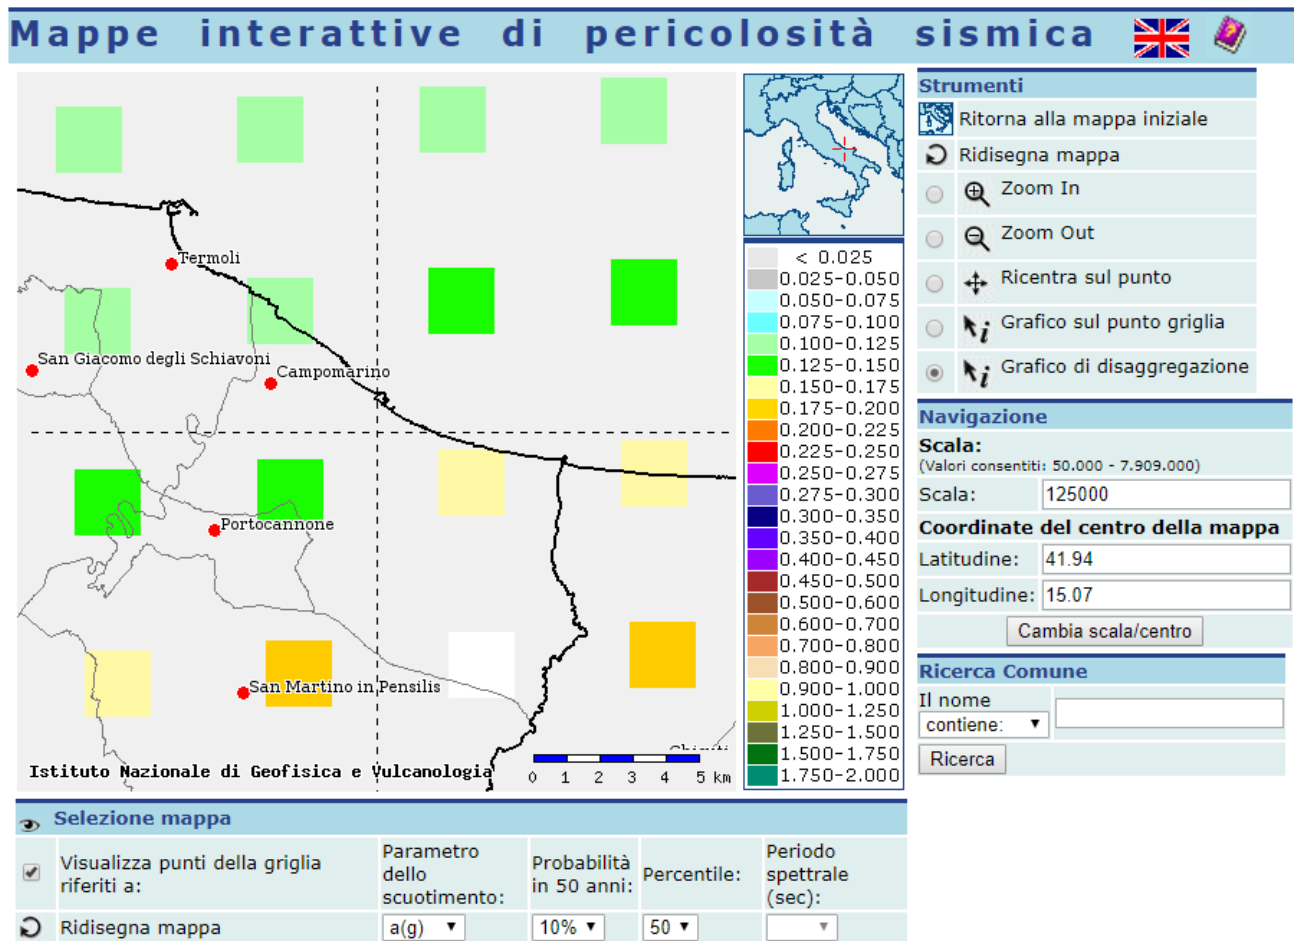 Mappe interattive di pericolosità sismica
Termoli
San Giacomo degli Schiavoni
Campomarino
Portocannone
San Martino in Pensilis
Istituto Nazionale di Geofisica e Vulcanologia
0 1 2 3 4 5 km
< 0.025
0.025-0.050
0.050-0.075
0.075-0.100
0.100-0.125
0.125-0.150
0.150-0.175
0.175-0.200
0.200-0.225
0.225-0.250
0.250-0.275
0.275-0.300
0.300-0.350
0.350-0.400
0.400-0.450
0.450-0.500
0.500-0.600
0.600-0.700
0.700-0.800
0.800-0.900
0.900-1.000
1.000-1.250
1.250-1.500
1.500-1.750
1.750-2.000
Strumenti
Ritorna alla mappa iniziale
Ridisegna mappa
Zoom In
Zoom Out
Ricentra sul punto
Grafico sul punto griglia
Grafico di disaggregazione
Navigazione
Scala:
(Valori consentiti: 50.000 - 7.909.000)
Scala: 125000
Coordinate del centro della mappa
Latitudine: 41.94
Longitudine: 15.07
Cambia scala/centro
Ricerca Comune
Il nome
contiene:
Ricerca
Selezione mappa
Visualizza punti della griglia
riferiti a:
Parametro
dello
scuotimento:
Probabilità
in 50 anni:
Percentile:
Periodo
spettrale
(sec):
Ridisegna mappa
a(g)
10%
50